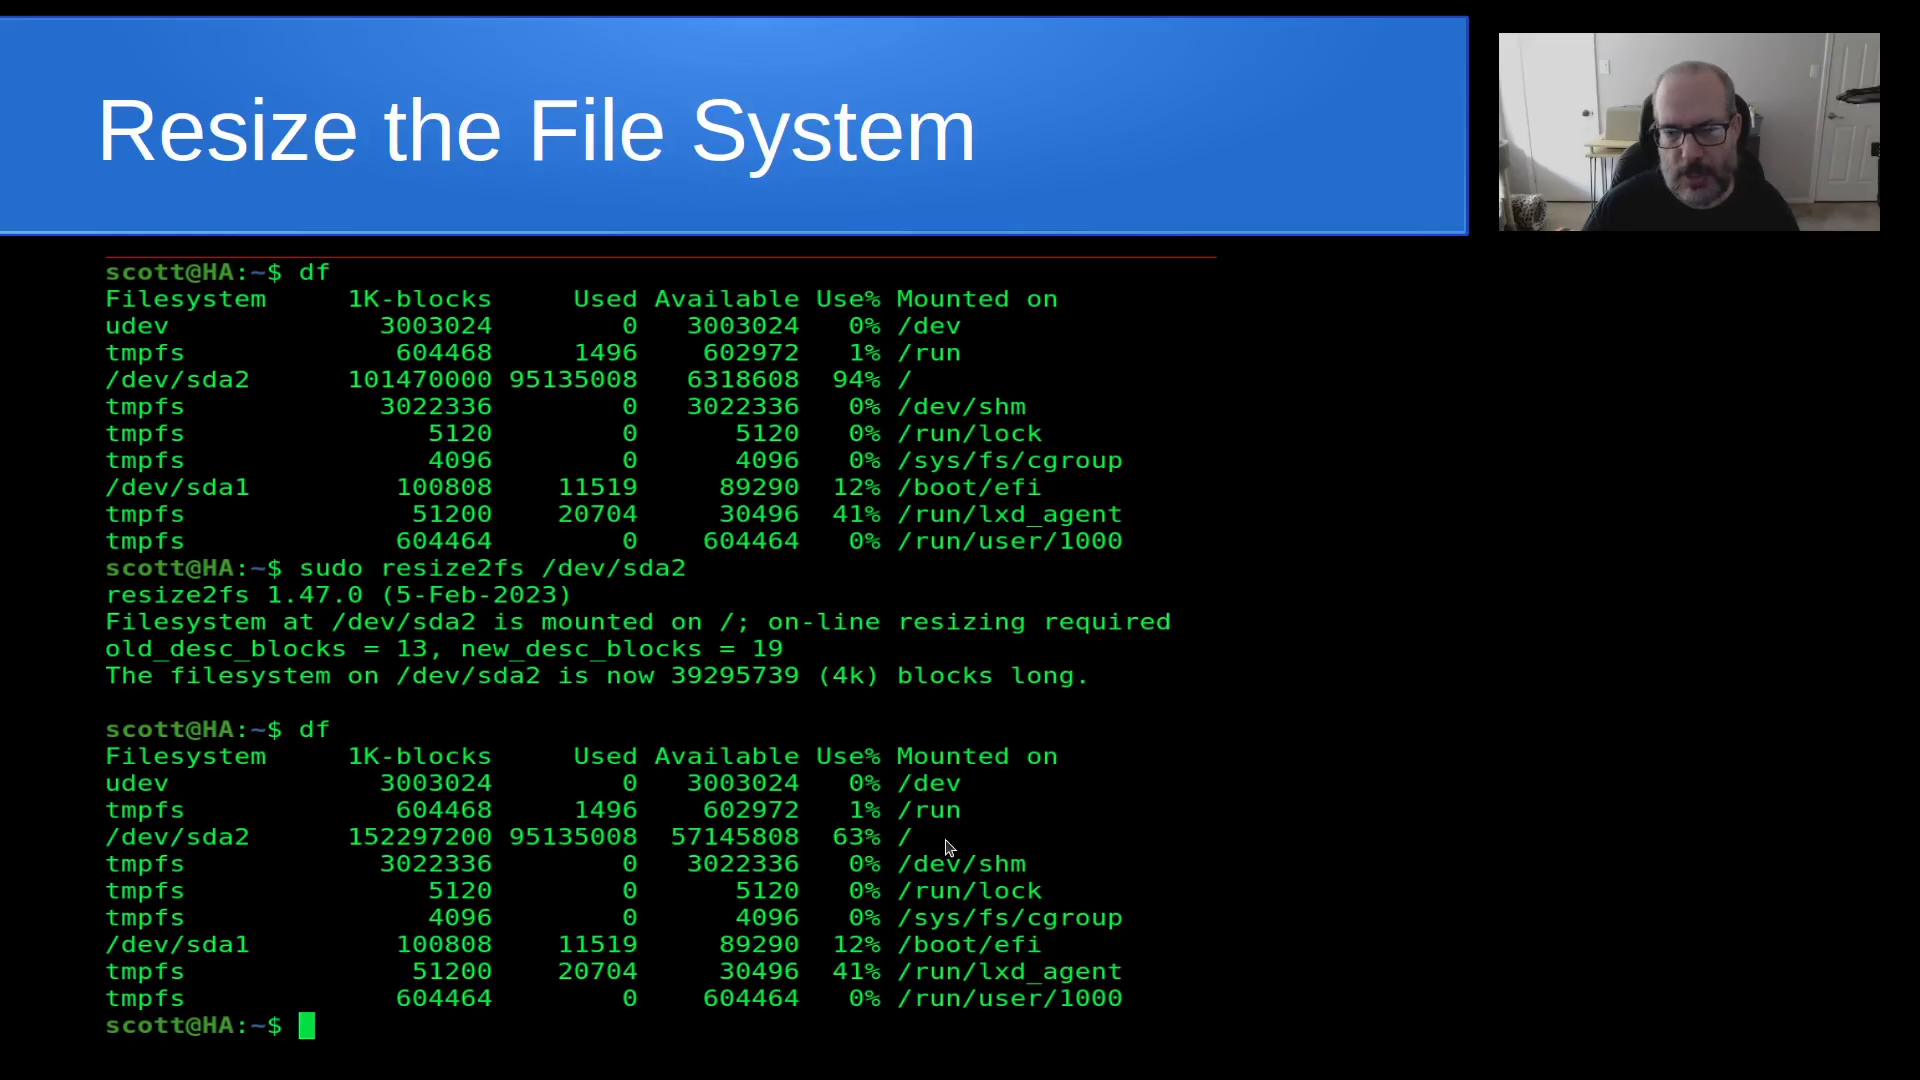 Resize the File System
scott@HA:~$ df
Filesystem     1K-blocks     Used Available Use% Mounted on
udev             3003024        0   3003024   0% /dev
tmpfs             604468     1496    602972   1% /run
/dev/sda2      101470000 95135008   6318608  94% /
tmpfs            3022336        0   3022336   0% /dev/shm
tmpfs               5120        0      5120   0% /run/lock
tmpfs               4096        0      4096   0% /sys/fs/cgroup
/dev/sda1         100808    11519     89290  12% /boot/efi
tmpfs              51200    20704     30496  41% /run/lxd_agent
tmpfs             604464        0    604464   0% /run/user/1000
scott@HA:~$ sudo resize2fs /dev/sda2
resize2fs 1.47.0 (5-Feb-2023)
Filesystem at /dev/sda2 is mounted on /; on-line resizing required
old_desc_blocks = 13, new_desc_blocks = 19
The filesystem on /dev/sda2 is now 39295739 (4k) blocks long.
scott@HA:~$ df
Filesystem     1K-blocks     Used Available Use% Mounted on
udev             3003024        0   3003024   0% /dev
tmpfs             604468     1496    602972   1% /run
/dev/sda2      152297200 95135008  57145808  63% /
tmpfs            3022336        0   3022336   0% /dev/shm
tmpfs               5120        0      5120   0% /run/lock
tmpfs               4096        0      4096   0% /sys/fs/cgroup
/dev/sda1         100808    11519     89290  12% /boot/efi
tmpfs              51200    20704     30496  41% /run/lxd_agent
tmpfs             604464        0    604464   0% /run/user/1000
scott@HA:~$